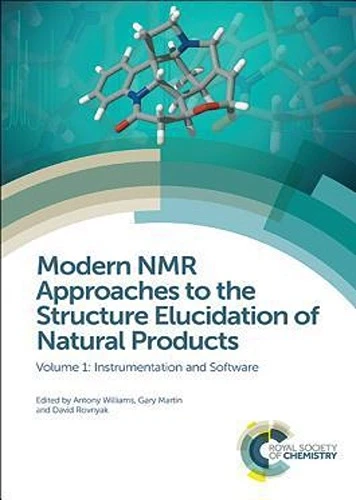 Modern NMR
Approaches to the
Structure Elucidation of
Natural Products
Volume 1: Instrumentation and Software
Edited by Antony Williams, Gary Martin
and David Rovnyak
ROYAL SOCIETY
OF CHEMISTRY